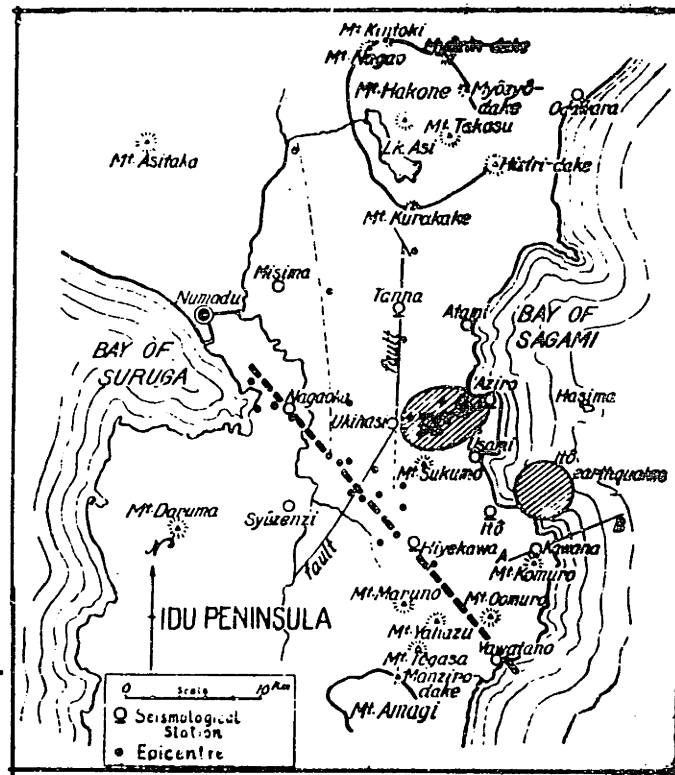 Mt. Kintoki
Mt. Nagao
Mt. Hakone
Myōzyō-
dake
Odawara
Mt. Takasu
Lk. Asi
Mt. Asitaka
Mt. Kurakake
Misima
Numadu
Tanna
Atami
BAY OF
SAGAMI
BAY OF
SURUGA
fault
Aziro
Hasima
Nagaoka
Ukihasi
Usami
Mt. Sukumo
Itō
earthquake
Mt. Daruma
Syūzenzi
Itō
fault
Hiyekawa
A
Kawana
B
Mt. Komuro
N
IDU PENINSULA
Mt. Maruno
Mt. Oomuro
Mt. Yahazu
Yawatano
Mt. Togasa
Manziro-
dake
Mt. Amagi
0 Scale 10 Km
Seismological
Station
Epicentre